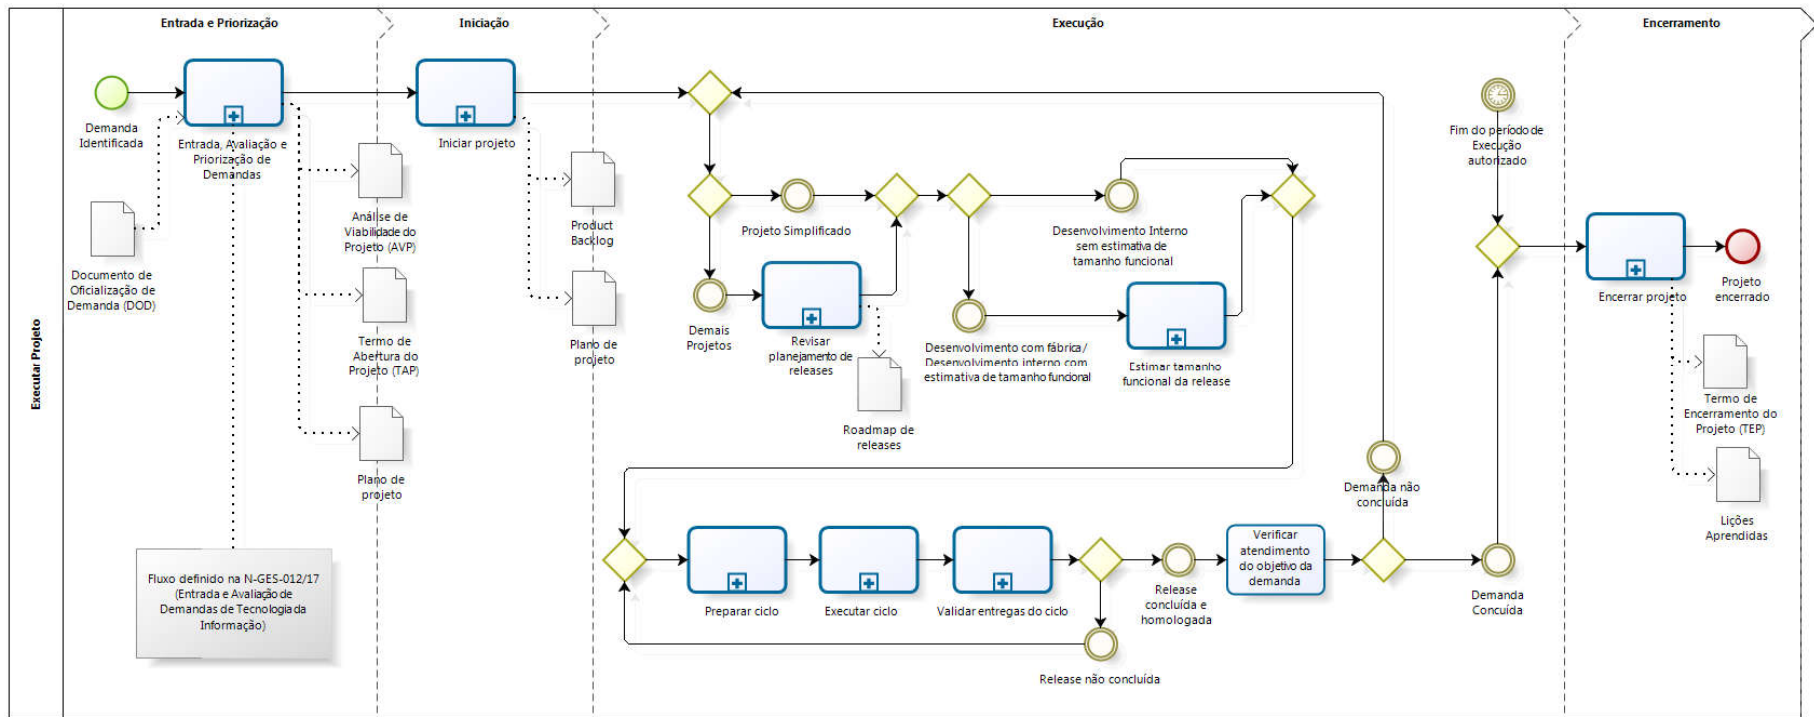 Executar Projeto
Entrada e Priorização
Iniciação
Execução
Encerramento
Demanda
Identificada
Entrada, Avaliação e
Priorização de
Demandas
Documento de
Oficialização de
Demanda (DOD)
Análise de
Viabilidade do
Projeto (AVP)
Termo de
Abertura do
Projeto (TAP)
Plano de
projeto
Fluxo definido na N-GES-012/17
(Entrada e Avaliação de
Demandas de Tecnologia da
Informação)
Iniciar projeto
Product
Backlog
Plano de
projeto
Projeto Simplificado
Demais
Projetos
Revisar
planejamento de
releases
Roadmap de
releases
Desenvolvimento Interno
sem estimativa de
tamanho funcional
Desenvolvimento com fábrica/
Desenvolvimento interno com
estimativa de tamanho funcional
Estimar tamanho
funcional da release
Preparar ciclo
Executar ciclo
Validar entregas do ciclo
Release não concluída
Release
concluída e
homologada
Verificar
atendimento
do objetivo da
demanda
Demanda não
concluída
Demanda
Concuída
Fim do período de
Execução
autorizado
Encerrar projeto
Projeto
encerrado
Termo de
Encerramento do
Projeto (TEP)
Lições
Aprendidas